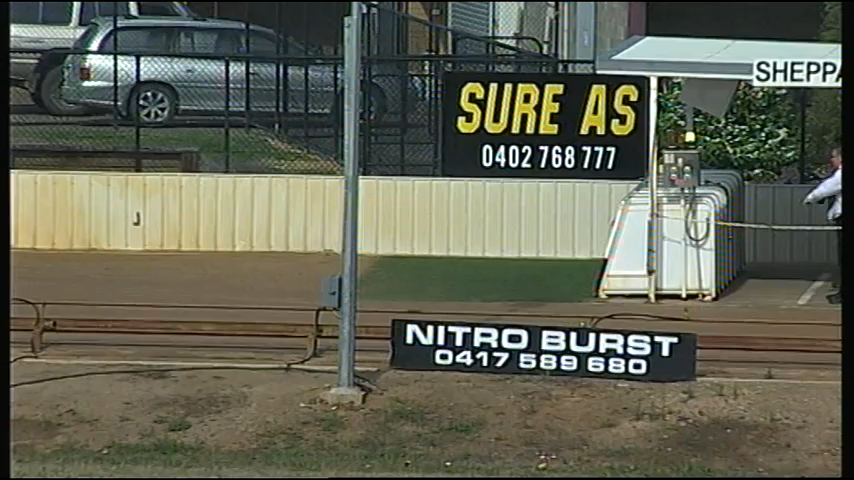 SURE AS
0402 768 777
SHEPPA
NITRO BURST
0417 589 680